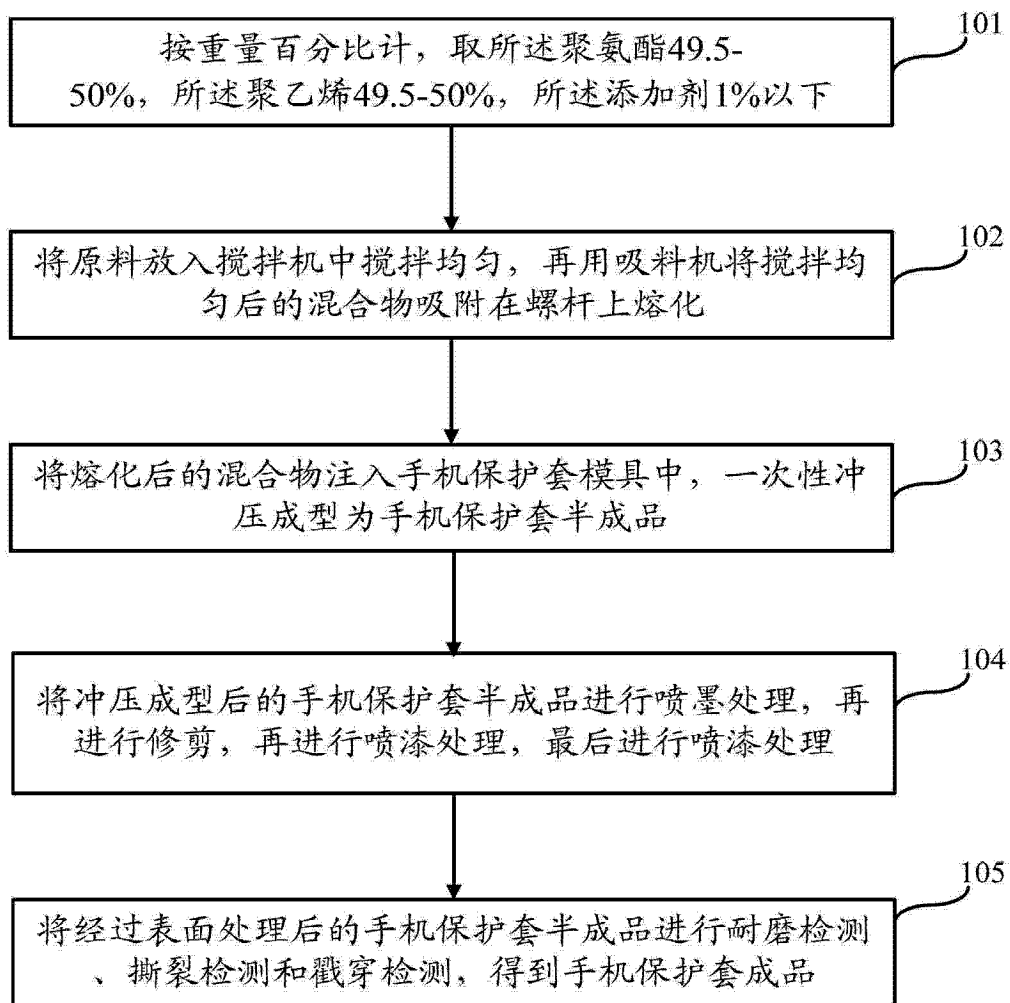 101
按重量百分比计，取所述聚氨酯49.5-
50%，所述聚乙烯49.5-50%，所述添加剂1%以下
102
将原料放入搅拌机中搅拌均匀，再用吸料机将搅拌均
匀后的混合物吸附在螺杆上熔化
103
将熔化后的混合物注入手机保护套模具中，一次性冲
压成型为手机保护套半成品
104
将冲压成型后的手机保护套半成品进行喷墨处理，再
进行修剪，再进行喷漆处理，最后进行喷漆处理
105
将经过表面处理后的手机保护套半成品进行耐磨检测
、撕裂检测和戳穿检测，得到手机保护套成品